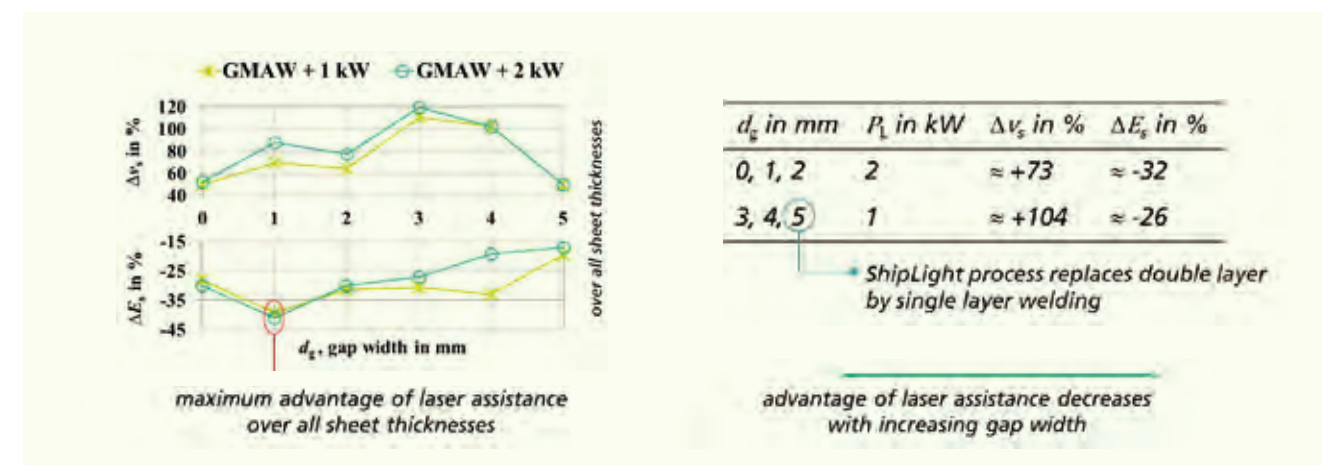 GMAW + 1 kW GMAW + 2 kW
120
100
80
60
40
Δvs in %
0 1 2 3 4 5
-15
-25
-35
-45
ΔEs in %
dg, gap width in mm
over all sheet thicknesses
maximum advantage of laser assistance
over all sheet thicknesses
dg in mm PL in kW Δvs in % ΔEs in %
0, 1, 2 2 ≈ +73 ≈ -32
3, 4, 5 1 ≈ +104 ≈ -26
ShipLight process replaces double layer
by single layer welding
advantage of laser assistance decreases
with increasing gap width